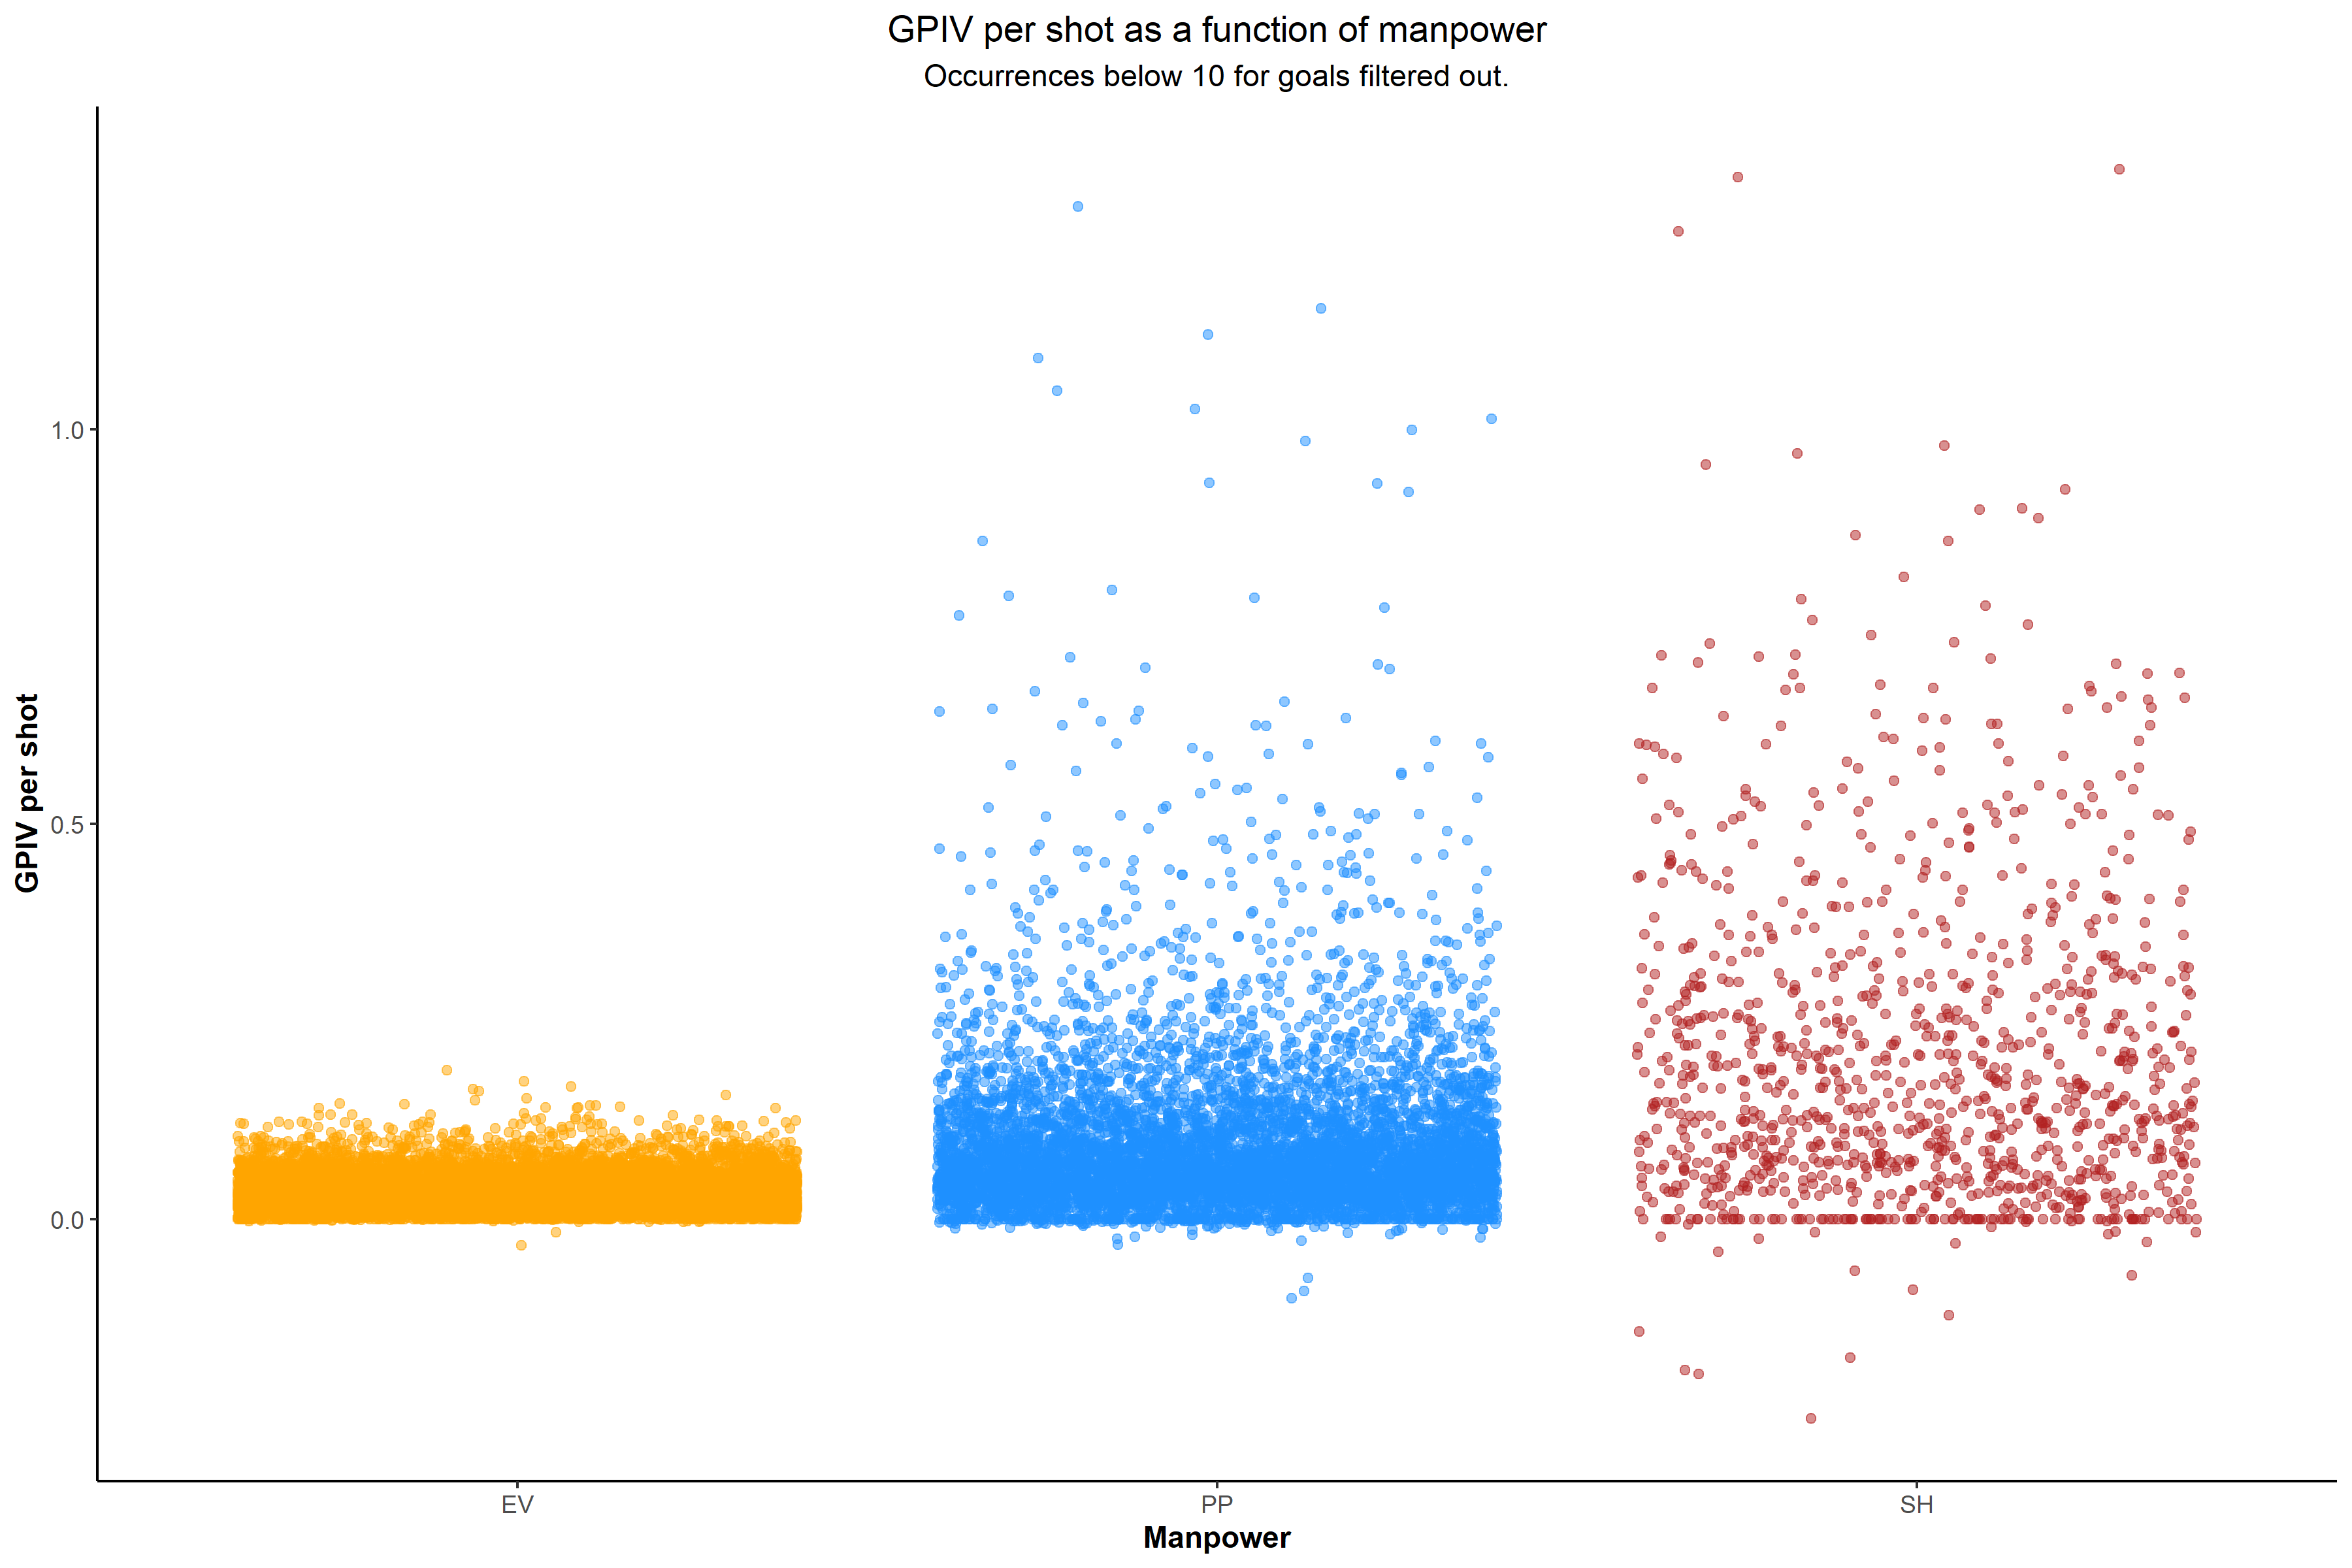 GPIV per shot as a function of manpower
Occurrences below 10 for goals filtered out.
GPIV per shot
1.0
0.5
0.0
EV
PP
SH
Manpower